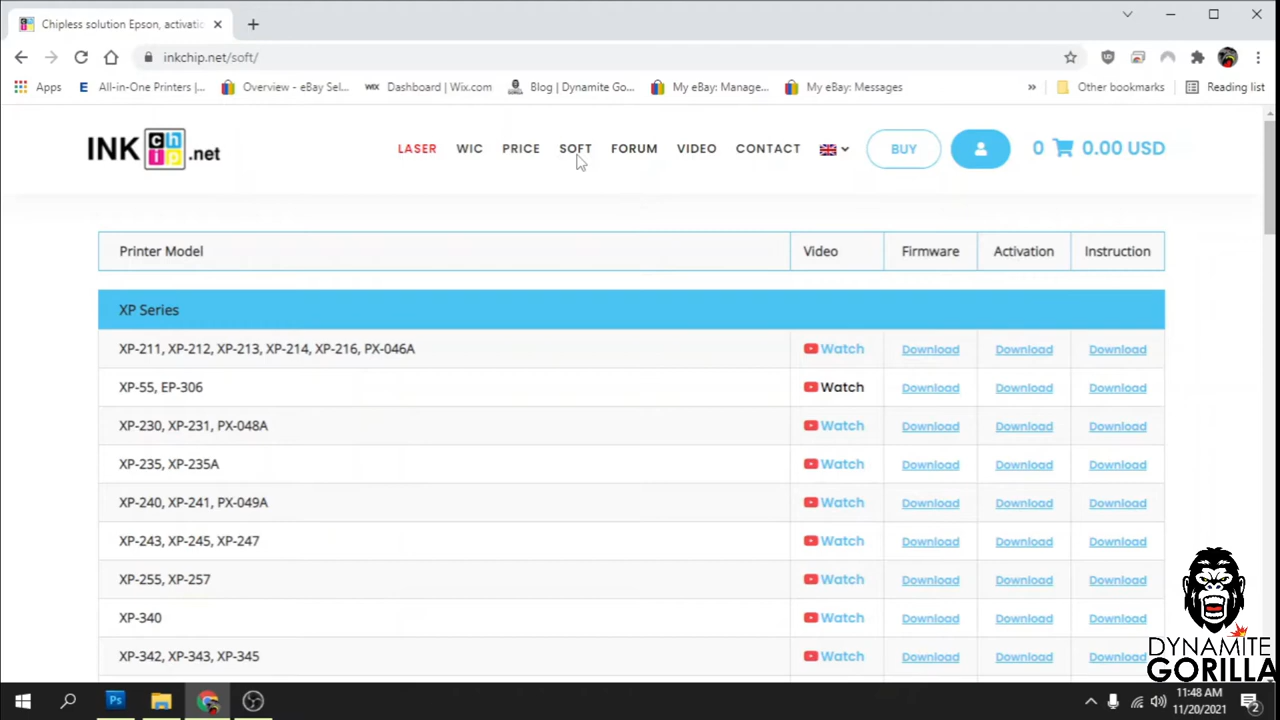 Chipless solution Epson, activatic
inkchip.net/soft/
Apps
All-in-One Printers |...
Overview - eBay Sel...
WIX Dashboard | Wix.com
Blog | Dynamite Go...
My eBay: Manage...
My eBay: Messages
»
Other bookmarks
Reading list
INK chip .net
LASER WIC PRICE SOFT FORUM VIDEO CONTACT BUY 0 0.00 USD
Printer Model Video Firmware Activation Instruction
XP Series
XP-211, XP-212, XP-213, XP-214, XP-216, PX-046A Watch Download Download Download
XP-55, EP-306 Watch Download Download Download
XP-230, XP-231, PX-048A Watch Download Download Download
XP-235, XP-235A Watch Download Download Download
XP-240, XP-241, PX-049A Watch Download Download Download
XP-243, XP-245, XP-247 Watch Download Download Download
XP-255, XP-257 Watch Download Download Download
XP-340 Watch Download Download Download
XP-342, XP-343, XP-345 Watch Download Download Download
DYNAMITE
GORILLA
Ps
11:48 AM
11/20/2021
2